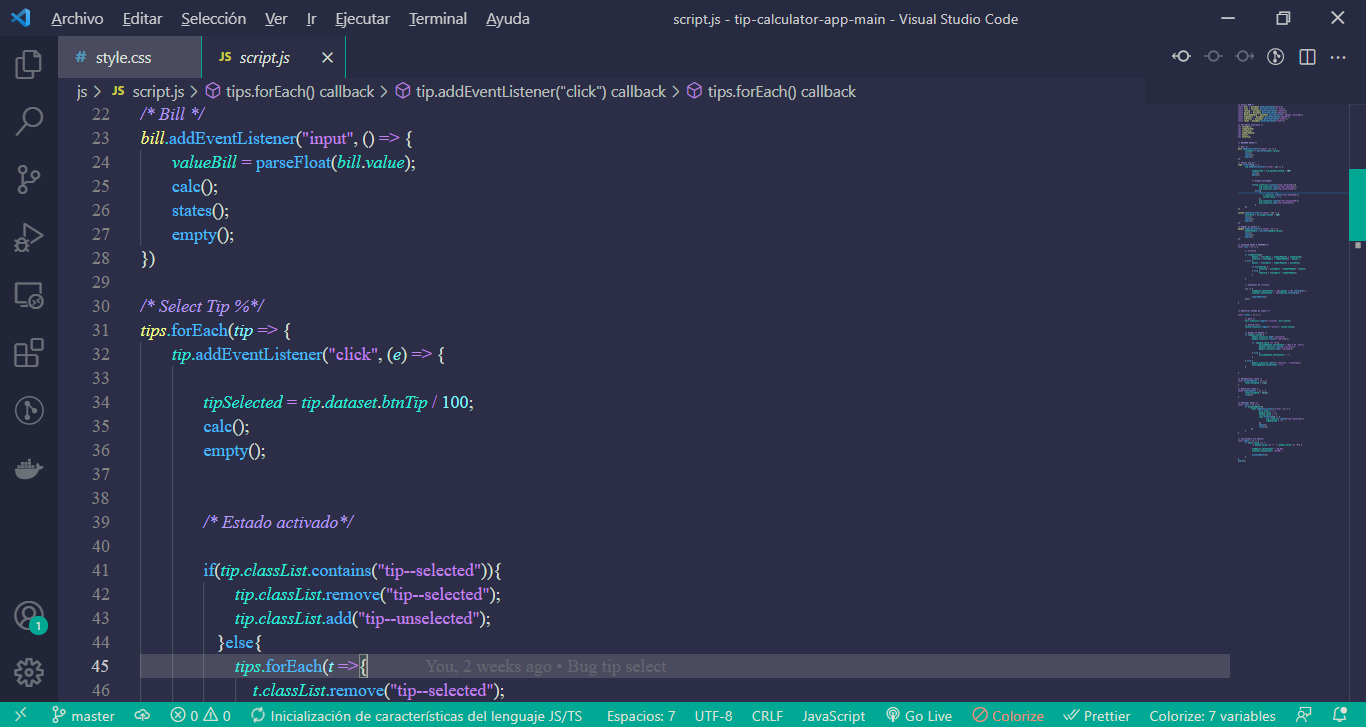 Archivo Editar Selección Ver Ir Ejecutar Terminal Ayuda script.js - tip-calculator-app-main - Visual Studio Code
# style.css JS script.js
js > JS script.js > tips.forEach() callback > tip.addEventListener("click") callback > tips.forEach() callback
22 /* Bill */
23 bill.addEventListener("input", () => {
24 valueBill = parseFloat(bill.value);
25 calc();
26 states();
27 empty();
28 })
29
30 /* Select Tip %*/
31 tips.forEach(tip => {
32 tip.addEventListener("click", (e) => {
33
34 tipSelected = tip.dataset.btnTip / 100;
35 calc();
36 empty();
37
38
39 /* Estado activado*/
40
41 if(tip.classList.contains("tip--selected")){
42 tip.classList.remove("tip--selected");
43 tip.classList.add("tip--unselected");
44 }else{
45 tips.forEach(t =>{ You, 2 weeks ago • Bug tip select
46 t.classList.remove("tip--selected");
1
master 0 0 Inicialización de características del lenguaje JS/TS Espacios: 7 UTF-8 CRLF JavaScript Go Live Colorize Prettier Colorize: 7 variables